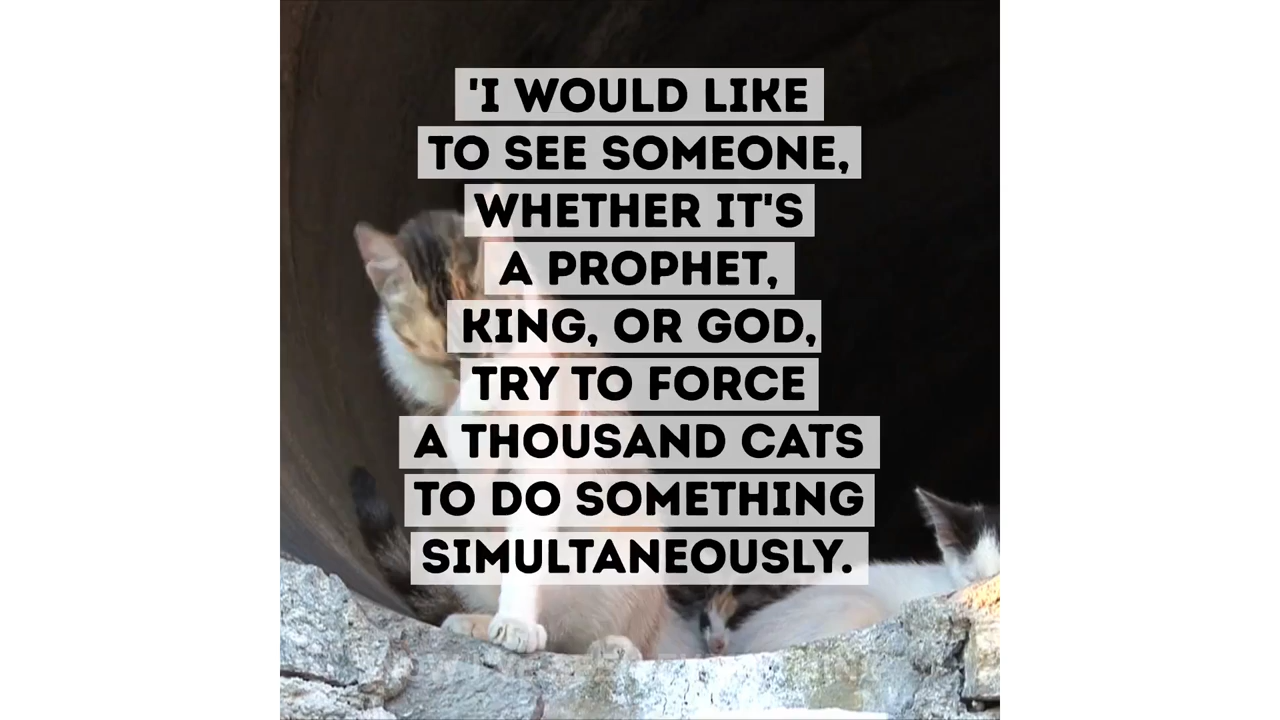 'I WOULD LIKE
TO SEE SOMEONE,
WHETHER IT'S
A PROPHET,
KING, OR GOD,
TRY TO FORCE
A THOUSAND CATS
TO DO SOMETHING
SIMULTANEOUSLY.